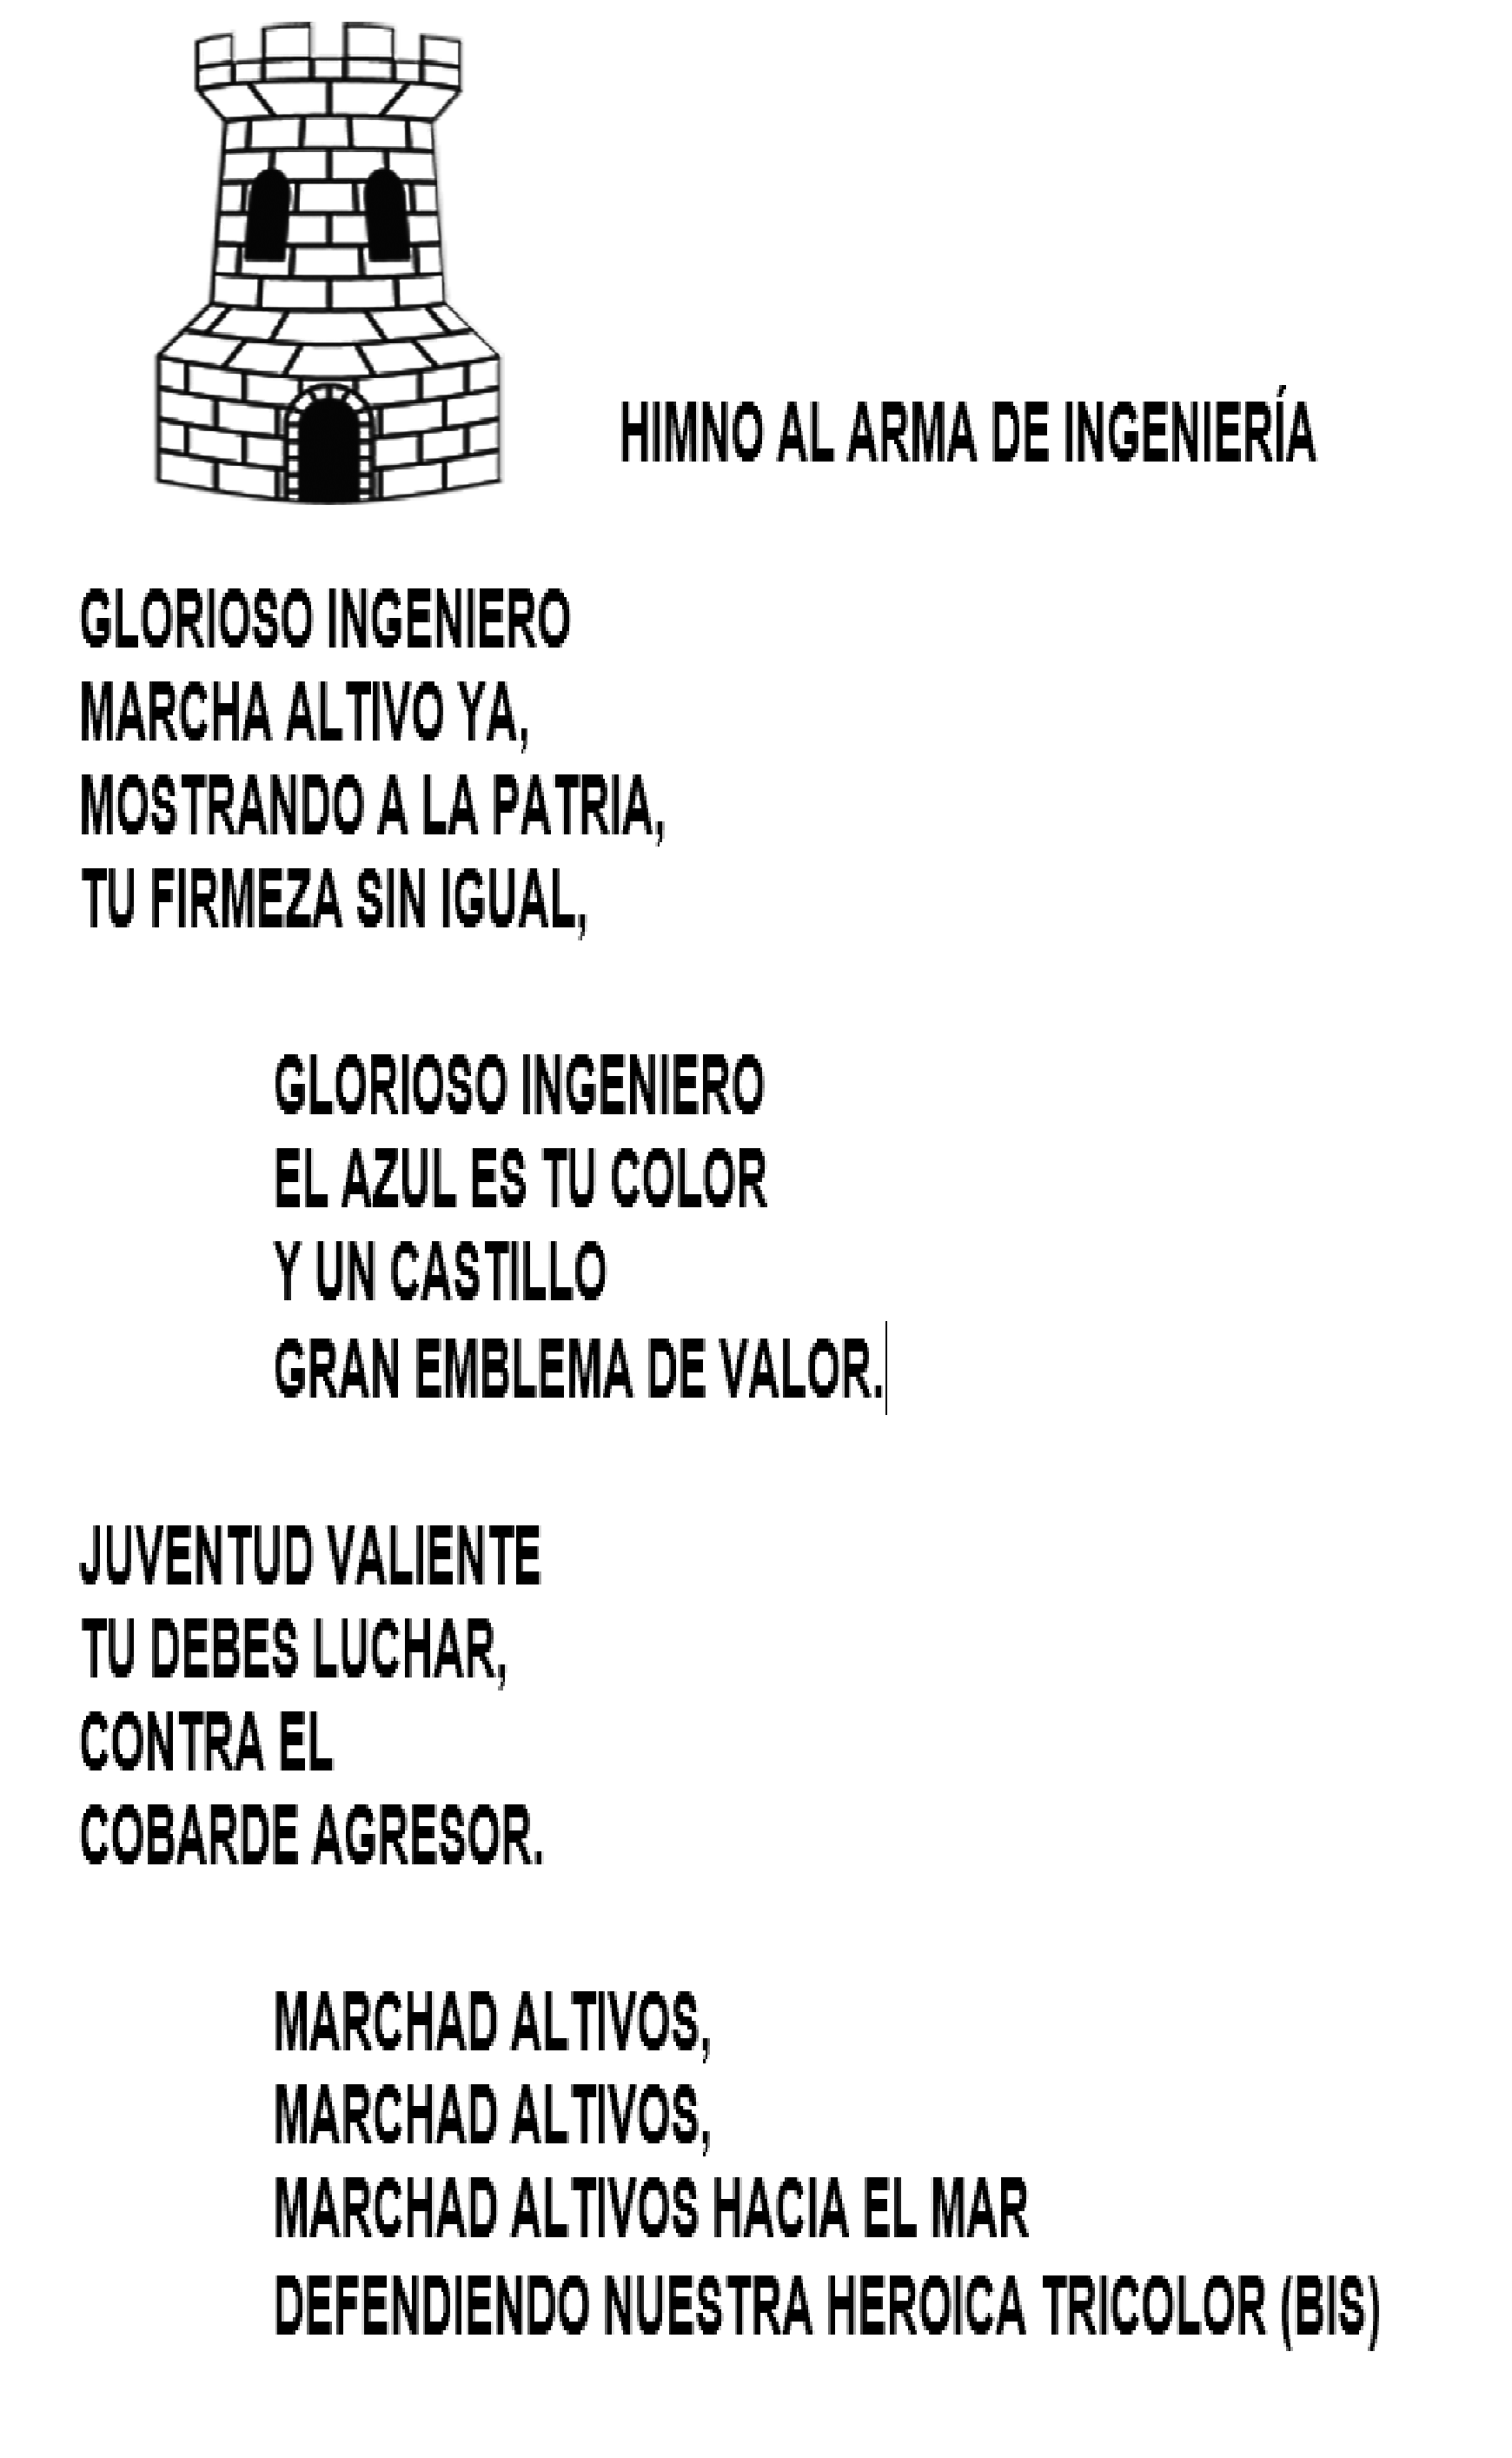 HIMNO AL ARMA DE INGENIERÍA
GLORIOSO INGENIERO
MARCHA ALTIVO YA,
MOSTRANDO A LA PATRIA,
TU FIRMEZA SIN IGUAL,
GLORIOSO INGENIERO
EL AZUL ES TU COLOR
Y UN CASTILLO
GRAN EMBLEMA DE VALOR.
JUVENTUD VALIENTE
TU DEBES LUCHAR,
CONTRA EL
COBARDE AGRESOR.
MARCHAD ALTIVOS,
MARCHAD ALTIVOS,
MARCHAD ALTIVOS HACIA EL MAR
DEFENDIENDO NUESTRA HEROICA TRICOLOR (BIS)